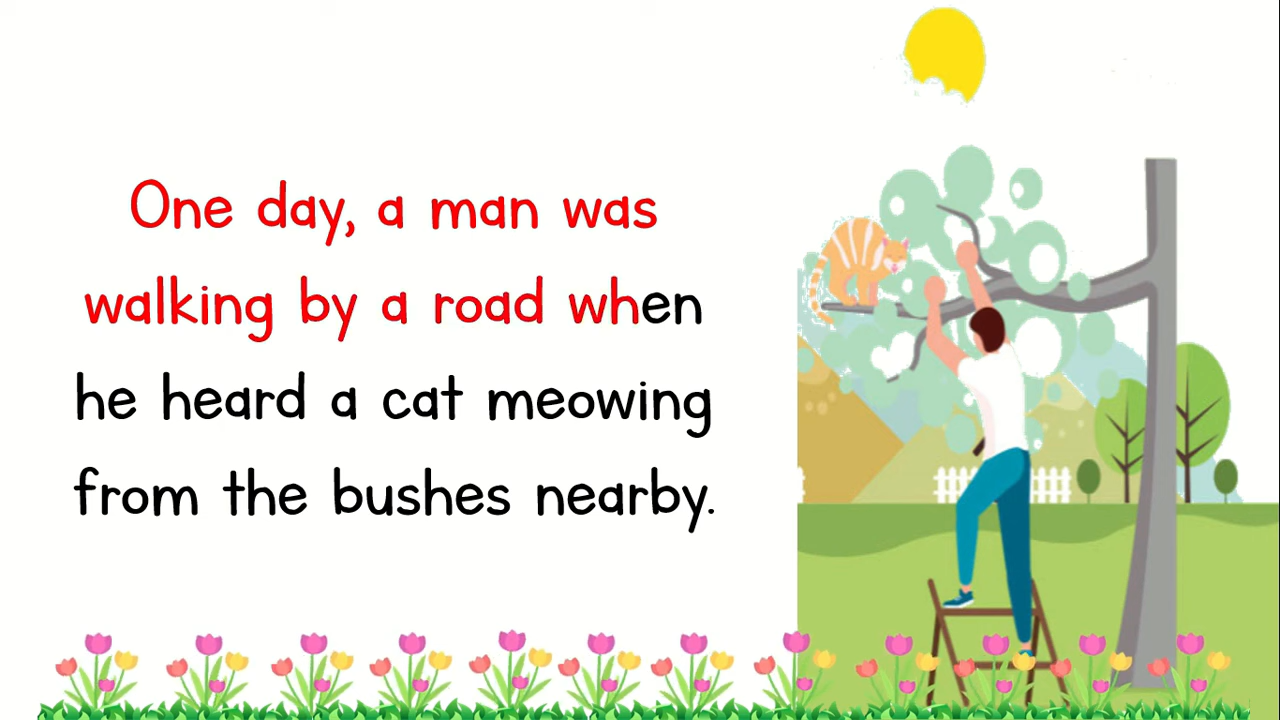 One day, a man was
walking by a road when
he heard a cat meowing
from the bushes nearby.